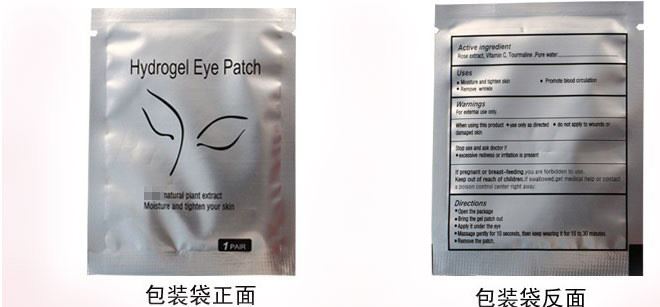 Hydrogel Eye Patch
natural plant extract
Moisture and tighten your skin
1 PAIR
包装袋正面
Active ingredient
Rose extract, Vitamin C, Tourmaline ,Pore water
Uses
• Moisture and tighten skin • Promote blood circulation
• Remove wrinkle
Warnings
For external use only
When using this product • use only as directed • do not apply to wounds or
damaged skin
Stop use and ask doctor if
• excessive redness or irritation is present
If pregnant or breast-feeding,you are forbidden to use.
Keep out of reach of children.If swallowed,get medical help or contact
a poison control center right away.
Directions
• Open the package
• Bring the gel patch out
• Apply it under the eye
• Massage gently for 10 seconds, then keep wearing it for 15 to 30 minutes.
• Remove the patch.
包装袋反面